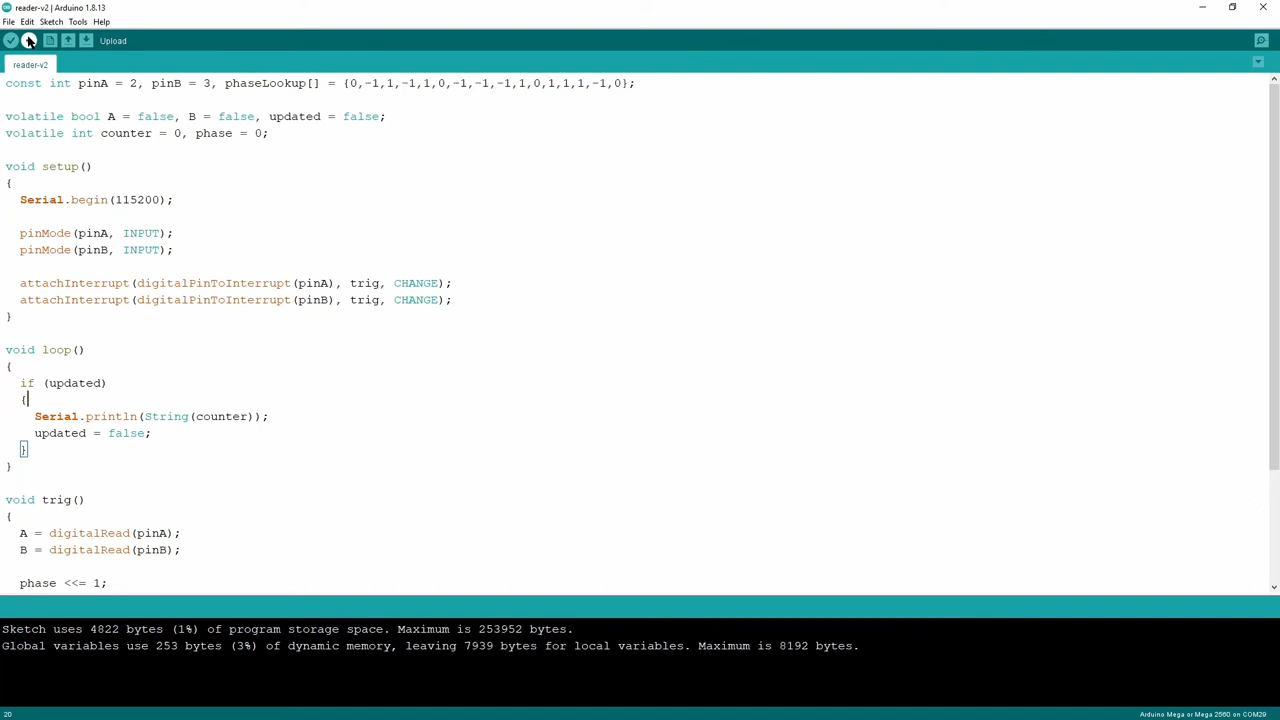 reader-v2 | Arduino 1.8.13
File Edit Sketch Tools Help
Upload
reader-v2
const int pinA = 2, pinB = 3, phaseLookup[] = {0,-1,1,-1,1,0,-1,-1,-1,1,0,1,1,1,-1,0};
volatile bool A = false, B = false, updated = false;
volatile int counter = 0, phase = 0;
void setup()
{
Serial.begin(115200);
pinMode(pinA, INPUT);
pinMode(pinB, INPUT);
attachInterrupt(digitalPinToInterrupt(pinA), trig, CHANGE);
attachInterrupt(digitalPinToInterrupt(pinB), trig, CHANGE);
}
void loop()
{
if (updated)
{
Serial.println(String(counter));
updated = false;
}
}
void trig()
{
A = digitalRead(pinA);
B = digitalRead(pinB);
phase <<= 1;
Sketch uses 4822 bytes (1%) of program storage space. Maximum is 253952 bytes.
Global variables use 253 bytes (3%) of dynamic memory, leaving 7939 bytes for local variables. Maximum is 8192 bytes.
20
Arduino Mega or Mega 2560 on COM29